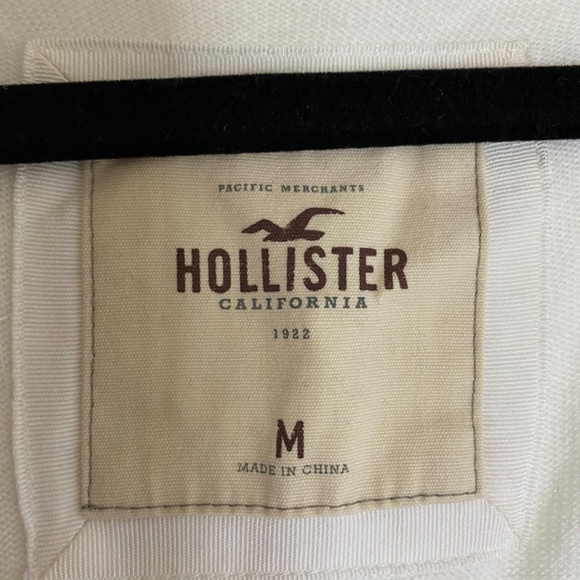 PACIFIC MERCHANTS
HOLLISTER
CALIFORNIA
1922
M
MADE IN CHINA